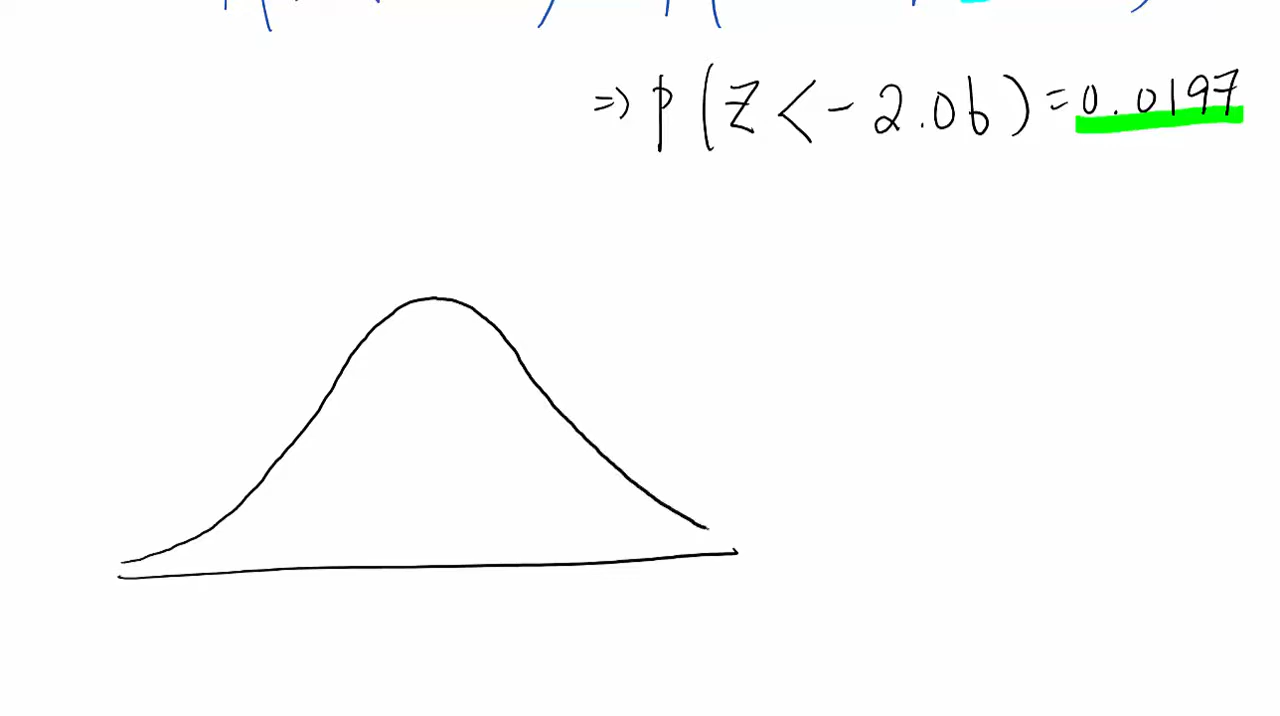 => P(Z < -2.06) = 0.0197